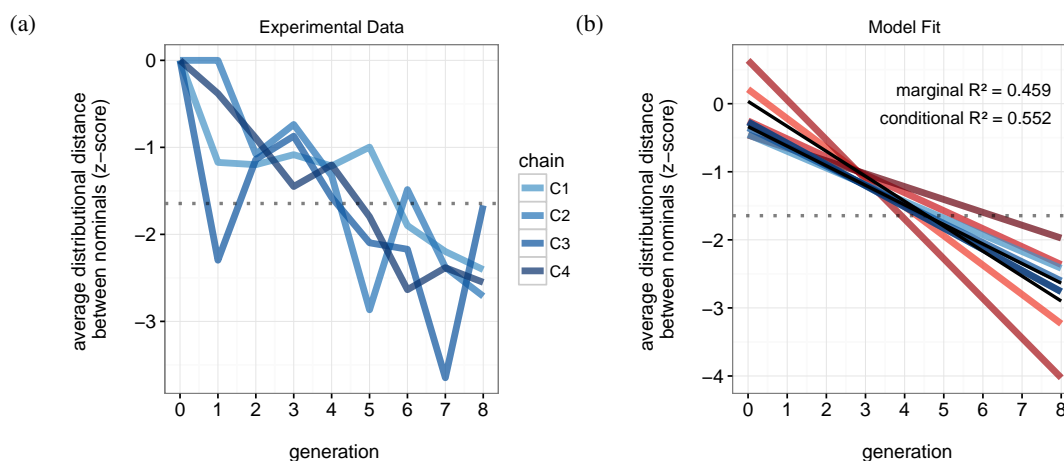 (a)
Experimental Data
average distributional distance
between nominals (z−score)
0
−1
−2
−3
0 1 2 3 4 5 6 7 8
generation
chain
C1
C2
C3
C4
(b)
Model Fit
average distributional distance
between nominals (z−score)
marginal R² = 0.459
conditional R² = 0.552
0
−1
−2
−3
−4
0 1 2 3 4 5 6 7 8
generation